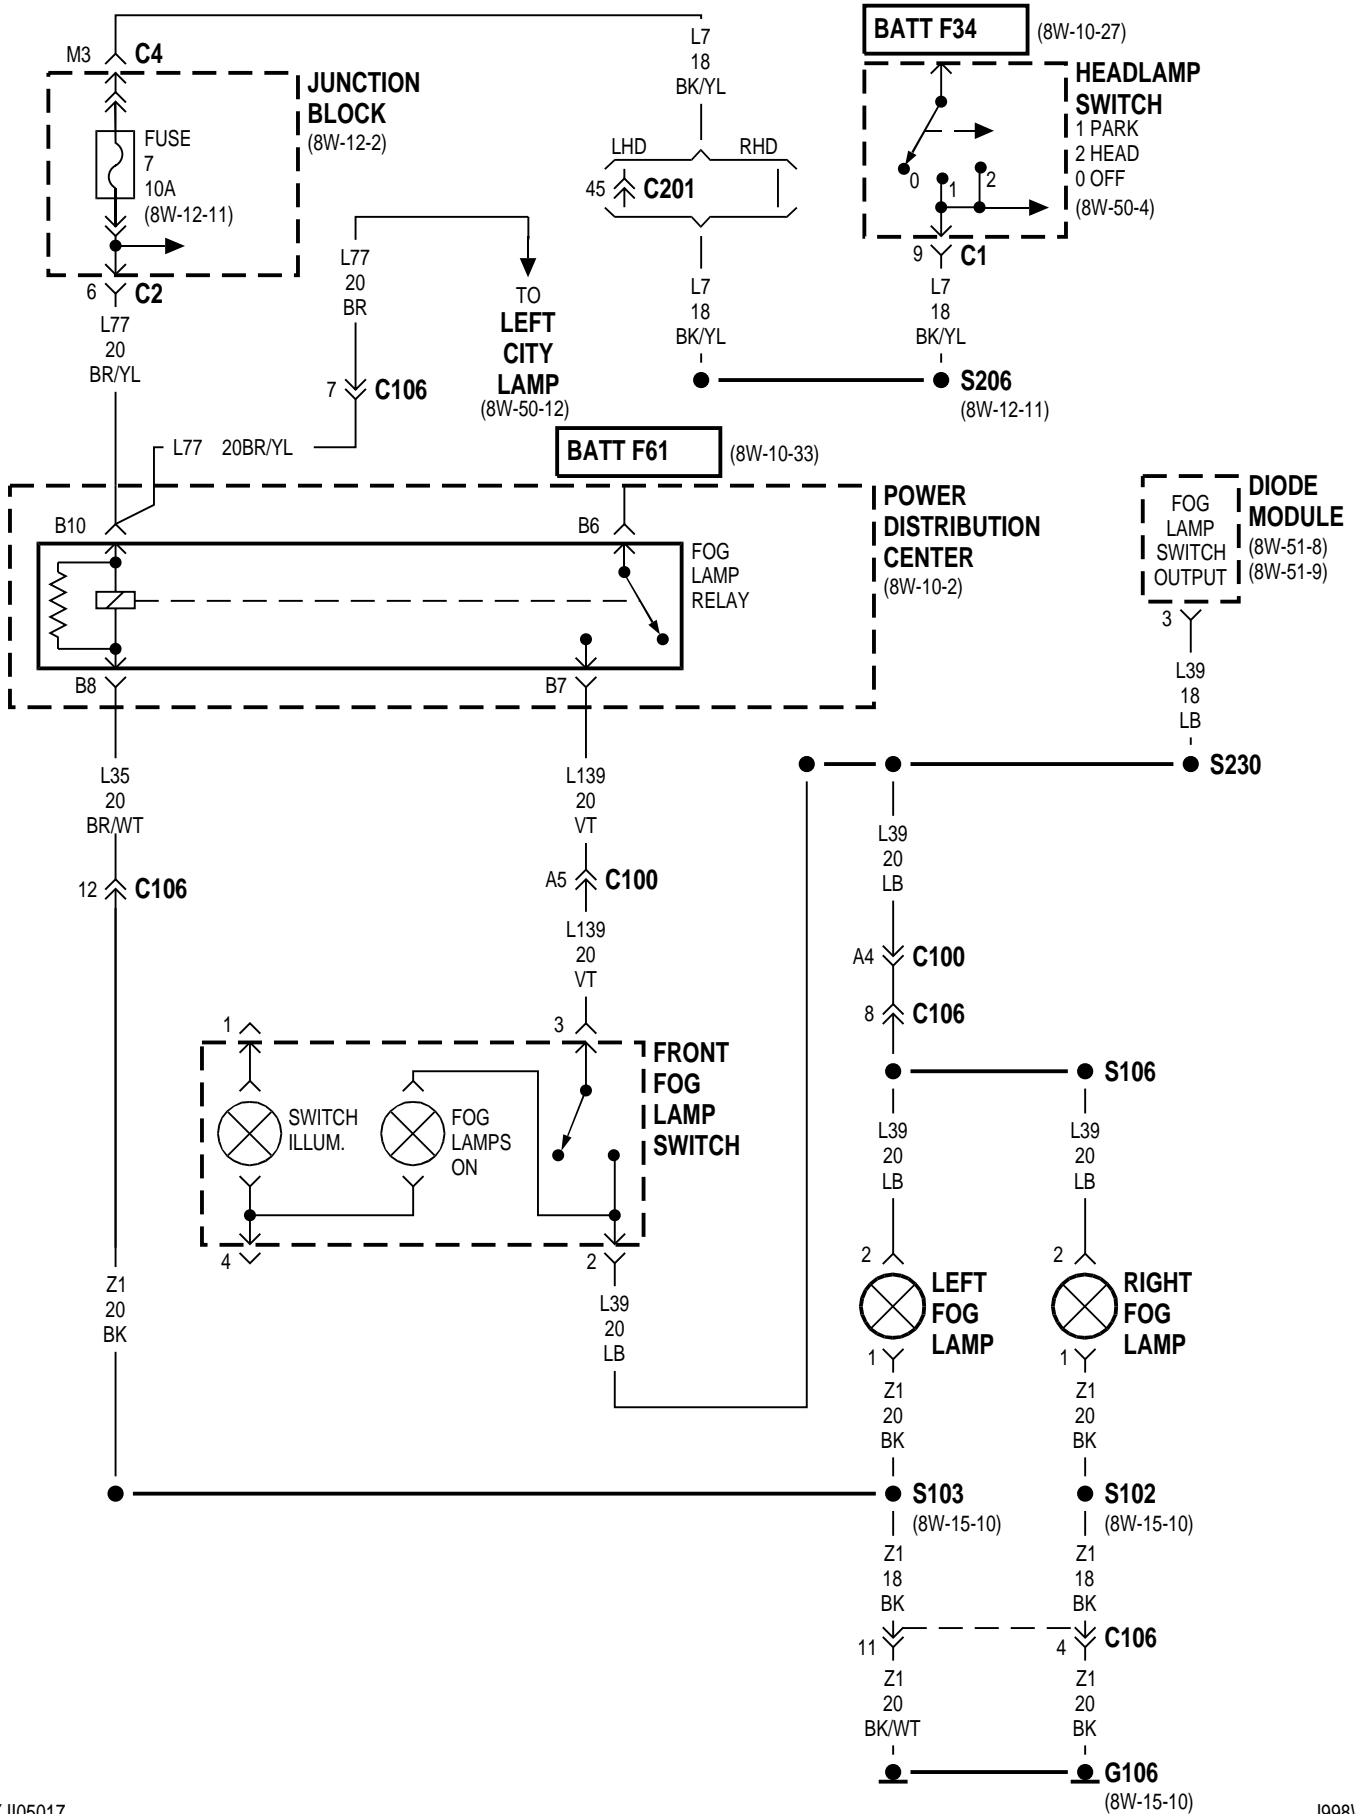 M3 C4
JUNCTION
BLOCK
(8W-12-2)
FUSE
7
10A
(8W-12-11)
6 C2
L77
20
BR/YL
L77
20
BR
7 C106
L77 20BR/YL
TO
LEFT
CITY
LAMP
(8W-50-12)
L7
18
BK/YL
LHD RHD
45 C201
L7
18
BK/YL
BATT F34 (8W-10-27)
HEADLAMP
SWITCH
1 PARK
2 HEAD
0 OFF
(8W-50-4)
0 1 2
9 C1
L7
18
BK/YL
S206
(8W-12-11)
BATT F61 (8W-10-33)
POWER
DISTRIBUTION
CENTER
(8W-10-2)
B10 B6
FOG
LAMP
RELAY
B8 B7
FOG
LAMP
SWITCH
OUTPUT
DIODE
MODULE
(8W-51-8)
(8W-51-9)
3
L39
18
LB
S230
L35
20
BR/WT
12 C106
L139
20
VT
A5 C100
L139
20
VT
L39
20
LB
A4 C100
8 C106
S106
1 3
FRONT
FOG
LAMP
SWITCH
SWITCH
ILLUM.
FOG
LAMPS
ON
4 2
L39
20
LB
L39
20
LB
L39
20
LB
2
LEFT
FOG
LAMP
1
2
RIGHT
FOG
LAMP
1
Z1
20
BK
Z1
20
BK
Z1
20
BK
S103
(8W-15-10)
S102
(8W-15-10)
Z1
18
BK
Z1
18
BK
11 4 C106
Z1
20
BK/WT
Z1
20
BK
G106
(8W-15-10)